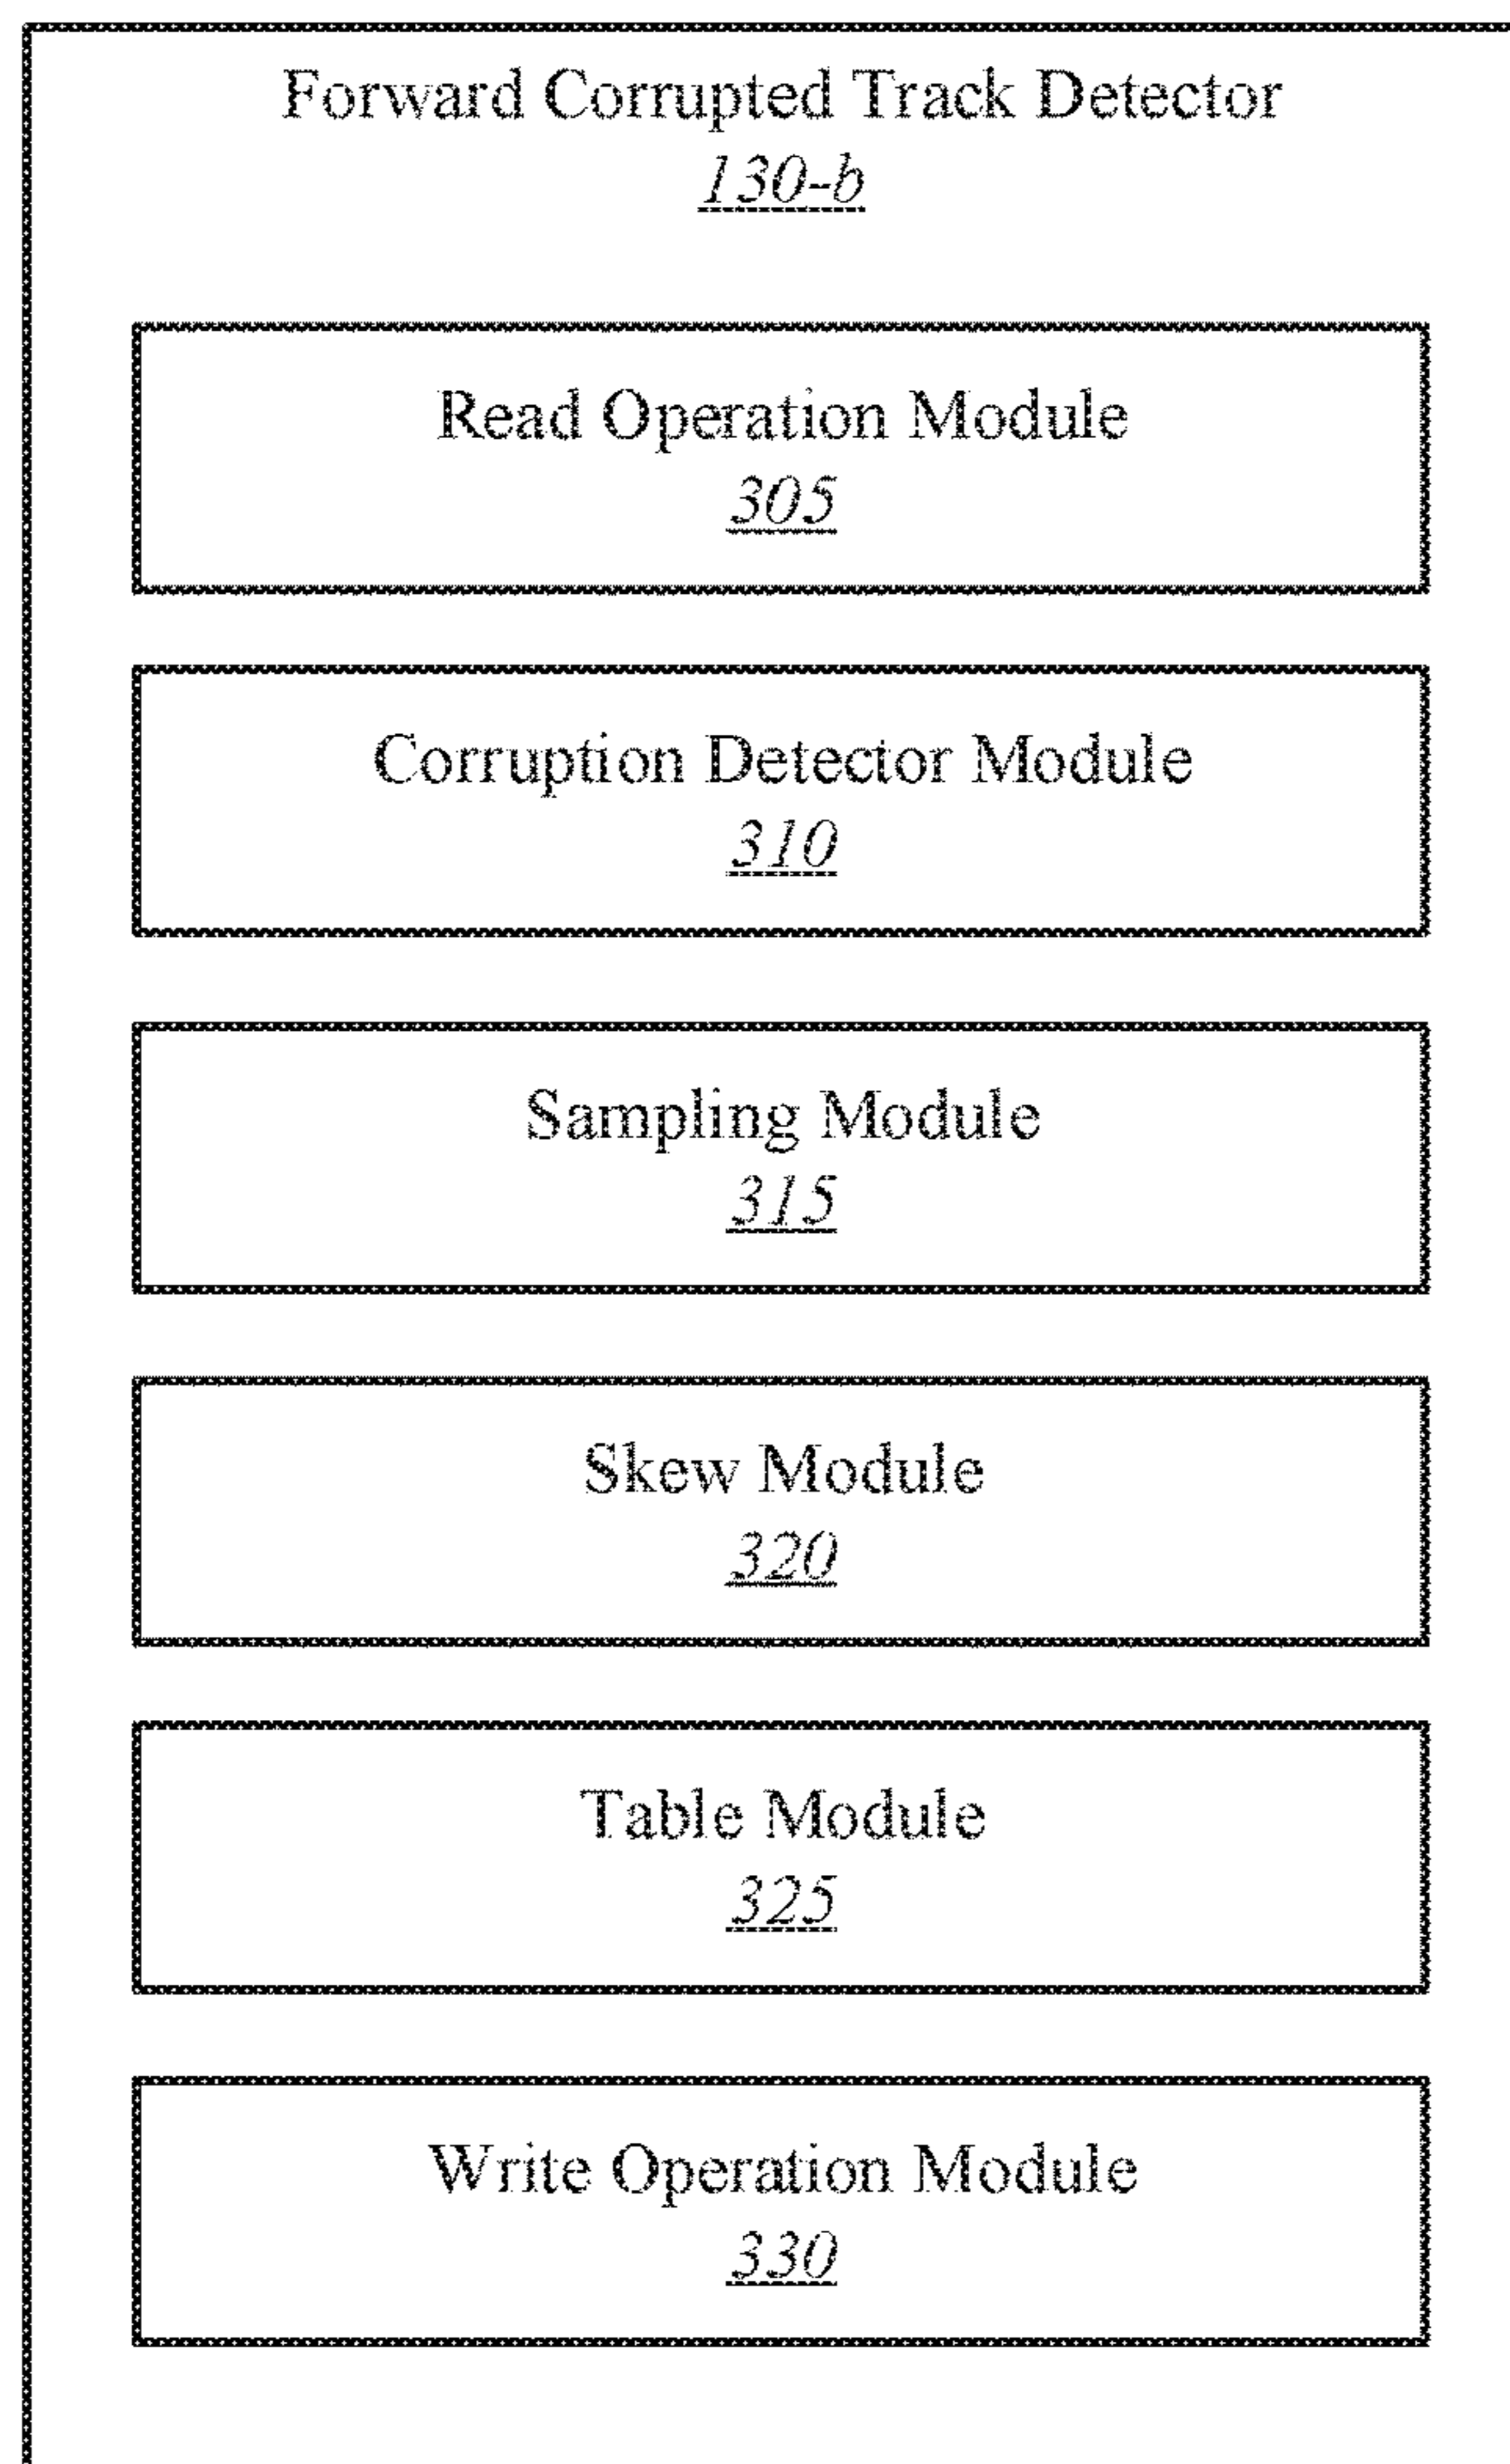 Forward Corrupted Track Detector
130-b
Read Operation Module
305
Corruption Detector Module
310
Sampling Module
315
Skew Module
320
Table Module
325
Write Operation Module
330